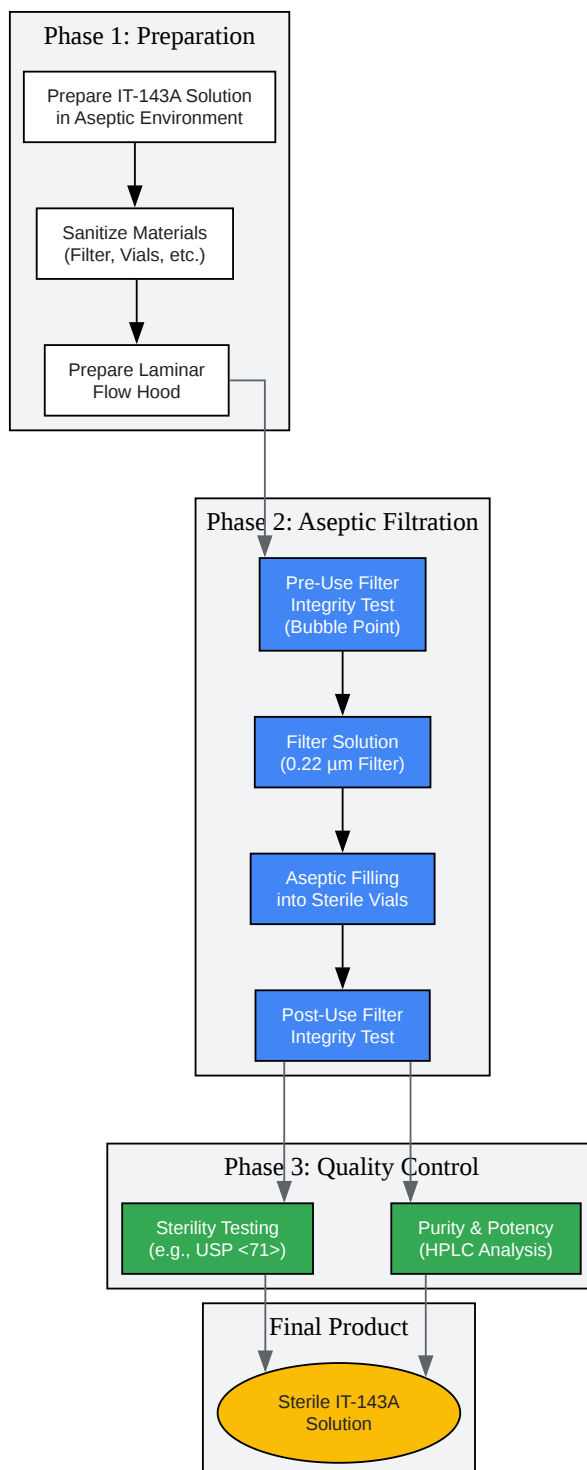 Phase 1: Preparation
Prepare IT-143A Solution
in Aseptic Environment
Sanitize Materials
(Filter, Vials, etc.)
Prepare Laminar
Flow Hood
Phase 2: Aseptic Filtration
Pre-Use Filter
Integrity Test
(Bubble Point)
Filter Solution
(0.22 µm Filter)
Aseptic Filling
into Sterile Vials
Post-Use Filter
Integrity Test
Phase 3: Quality Control
Sterility Testing
(e.g., USP <71>)
Purity & Potency
(HPLC Analysis)
Final Product
Sterile IT-143A
Solution